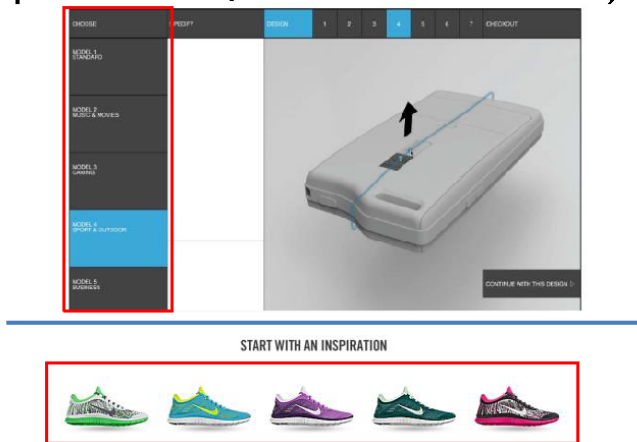 CHOOSE
SPECIFY
DESIGN 1 2 3 4 5 6 7 CHECKOUT
MODEL 1
STANDARD
MODEL 2
MUSIC & MOVIES
MODEL 3
GAMING
MODEL 4
SPORT & OUTDOOR
MODEL 5
BUSINESS
CONTINUE WITH THIS DESIGN
START WITH AN INSPIRATION